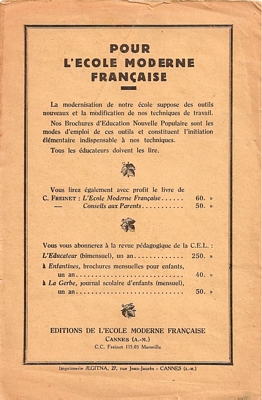 POUR
L'ECOLE MODERNE
FRANÇAISE
La modernisation de notre école suppose des outils
nouveaux et la modification de nos techniques de travail.
Nos Brochures d'Education Nouvelle Populaire sont les
modes d'emploi de ces outils et constituent l'initiation
élémentaire indispensable à nos techniques.
Tous les éducateurs doivent les lire.
Vous lirez également avec profit le livre de
C. FREINET : L'Ecole Moderne Française...... 60. »
— Conseils aux Parents........ 50. »
Vous vous abonnerez à la revue pédagogique de la C.E.L :
L'Educateur (bimensuel), un an........... 250. »
à Enfantines, brochures mensuelles pour enfants,
un an........................ 40. »
à La Gerbe, journal scolaire d'enfants (mensuel),
un an........................ 50. »
EDITIONS DE L'ECOLE MODERNE FRANÇAISE
CANNES (A.-M.)
C.C. Freinet 115.03 Marseille
Imprimerie ÆGITNA, 27, rue Jean-Jaurès - CANNES (A.-M.)